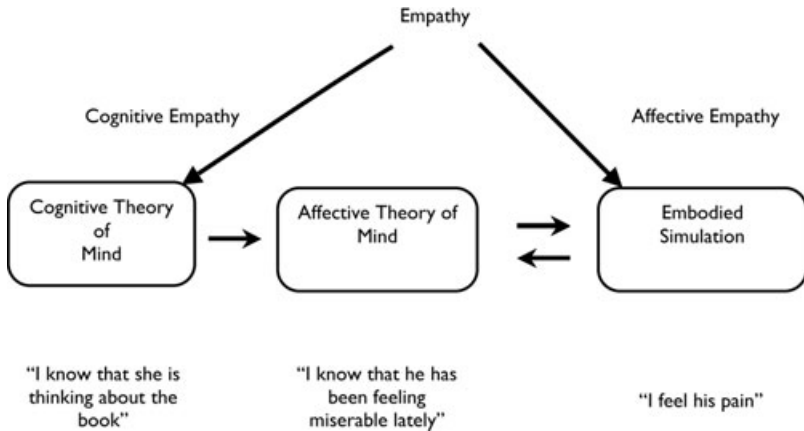 Empathy
Cognitive Empathy
Affective Empathy
Cognitive Theory
of
Mind
Affective Theory of
Mind
Embodied
Simulation
“I know that she is
thinking about the
book”
“I know that he has
been feeling
miserable lately”
“I feel his pain”